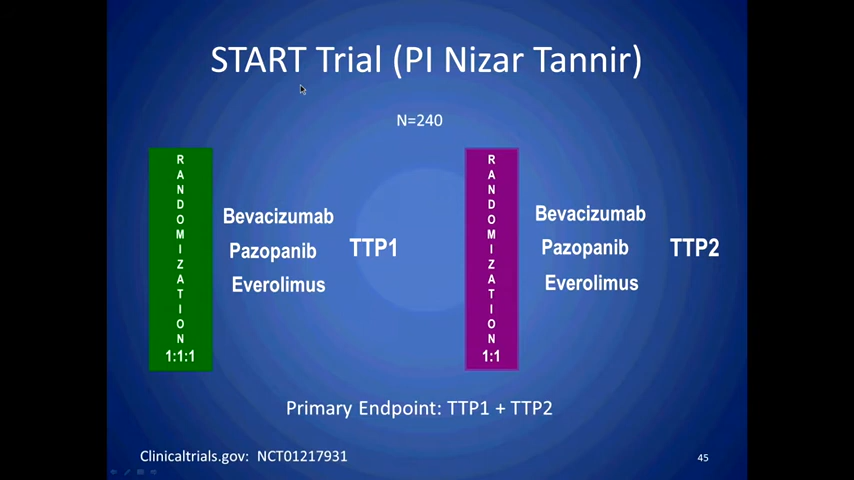 START Trial (PI Nizar Tannir)
N=240
RANDOMIZATION
1:1:1
Bevacizumab
Pazopanib
Everolimus
TTP1
RANDOMIZATION
1:1
Bevacizumab
Pazopanib
Everolimus
TTP2
Primary Endpoint: TTP1 + TTP2
Clinicaltrials.gov: NCT01217931
45